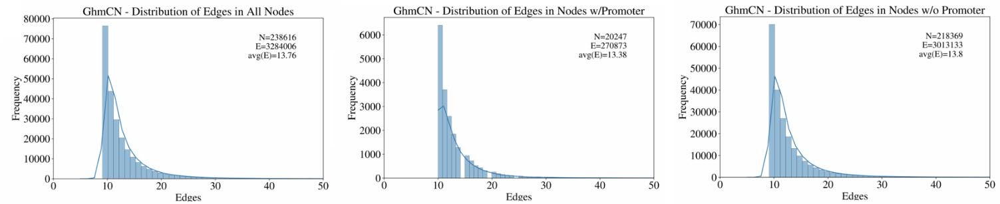 GhmCN - Distribution of Edges in All Nodes
80000
70000
60000
50000
40000
30000
20000
10000
0
Frequency
N=238616
E=3284006
avg(E)=13.76
0
10
20
30
40
50
Edges
GhmCN - Distribution of Edges in Nodes w/Promoter
6000
5000
4000
3000
2000
1000
0
Frequency
N=20247
E=270873
avg(E)=13.38
0
10
20
30
40
50
Edges
GhmCN - Distribution of Edges in Nodes w/o Promoter
70000
60000
50000
40000
30000
20000
10000
0
Frequency
N=218369
E=3013133
avg(E)=13.8
0
10
20
30
40
50
Edges